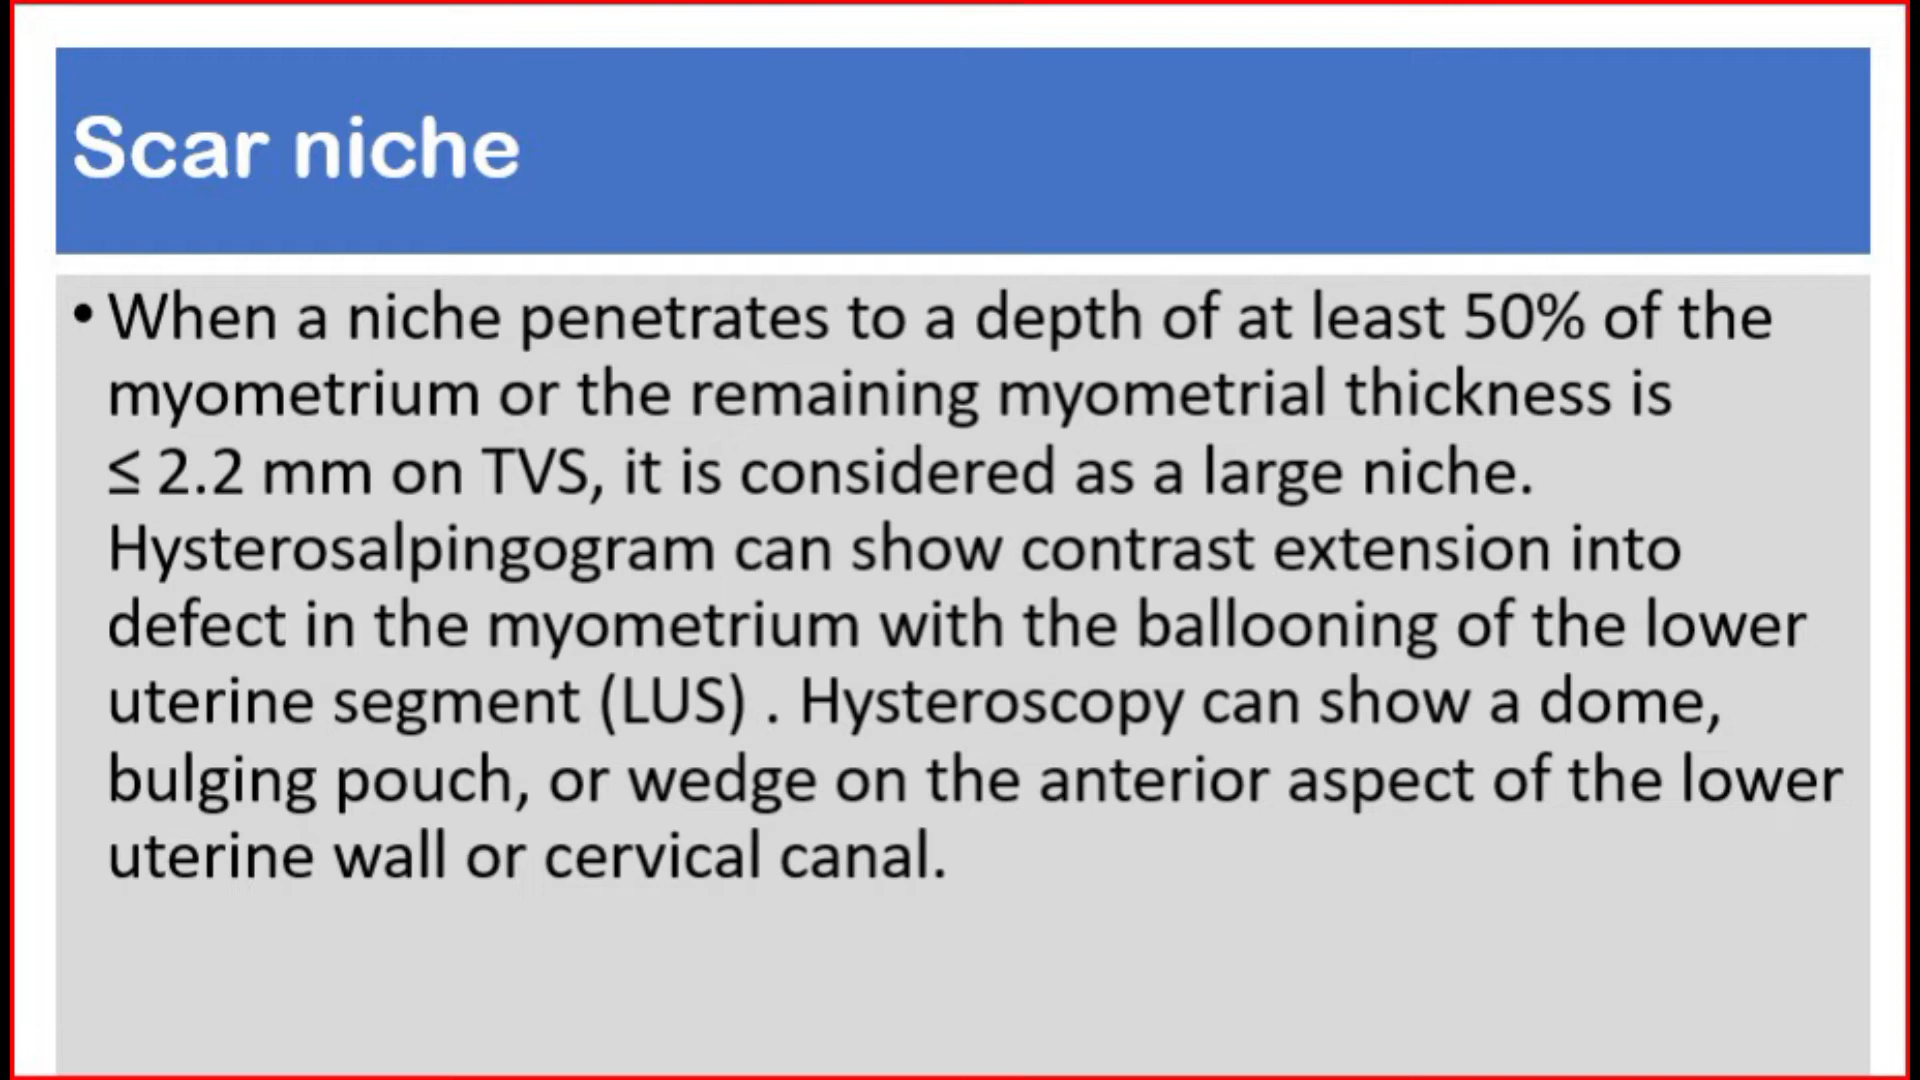 Scar niche
• When a niche penetrates to a depth of at least 50% of the
myometrium or the remaining myometrial thickness is
≤ 2.2 mm on TVS, it is considered as a large niche.
Hysterosalpingogram can show contrast extension into
defect in the myometrium with the ballooning of the lower
uterine segment (LUS) . Hysteroscopy can show a dome,
bulging pouch, or wedge on the anterior aspect of the lower
uterine wall or cervical canal.